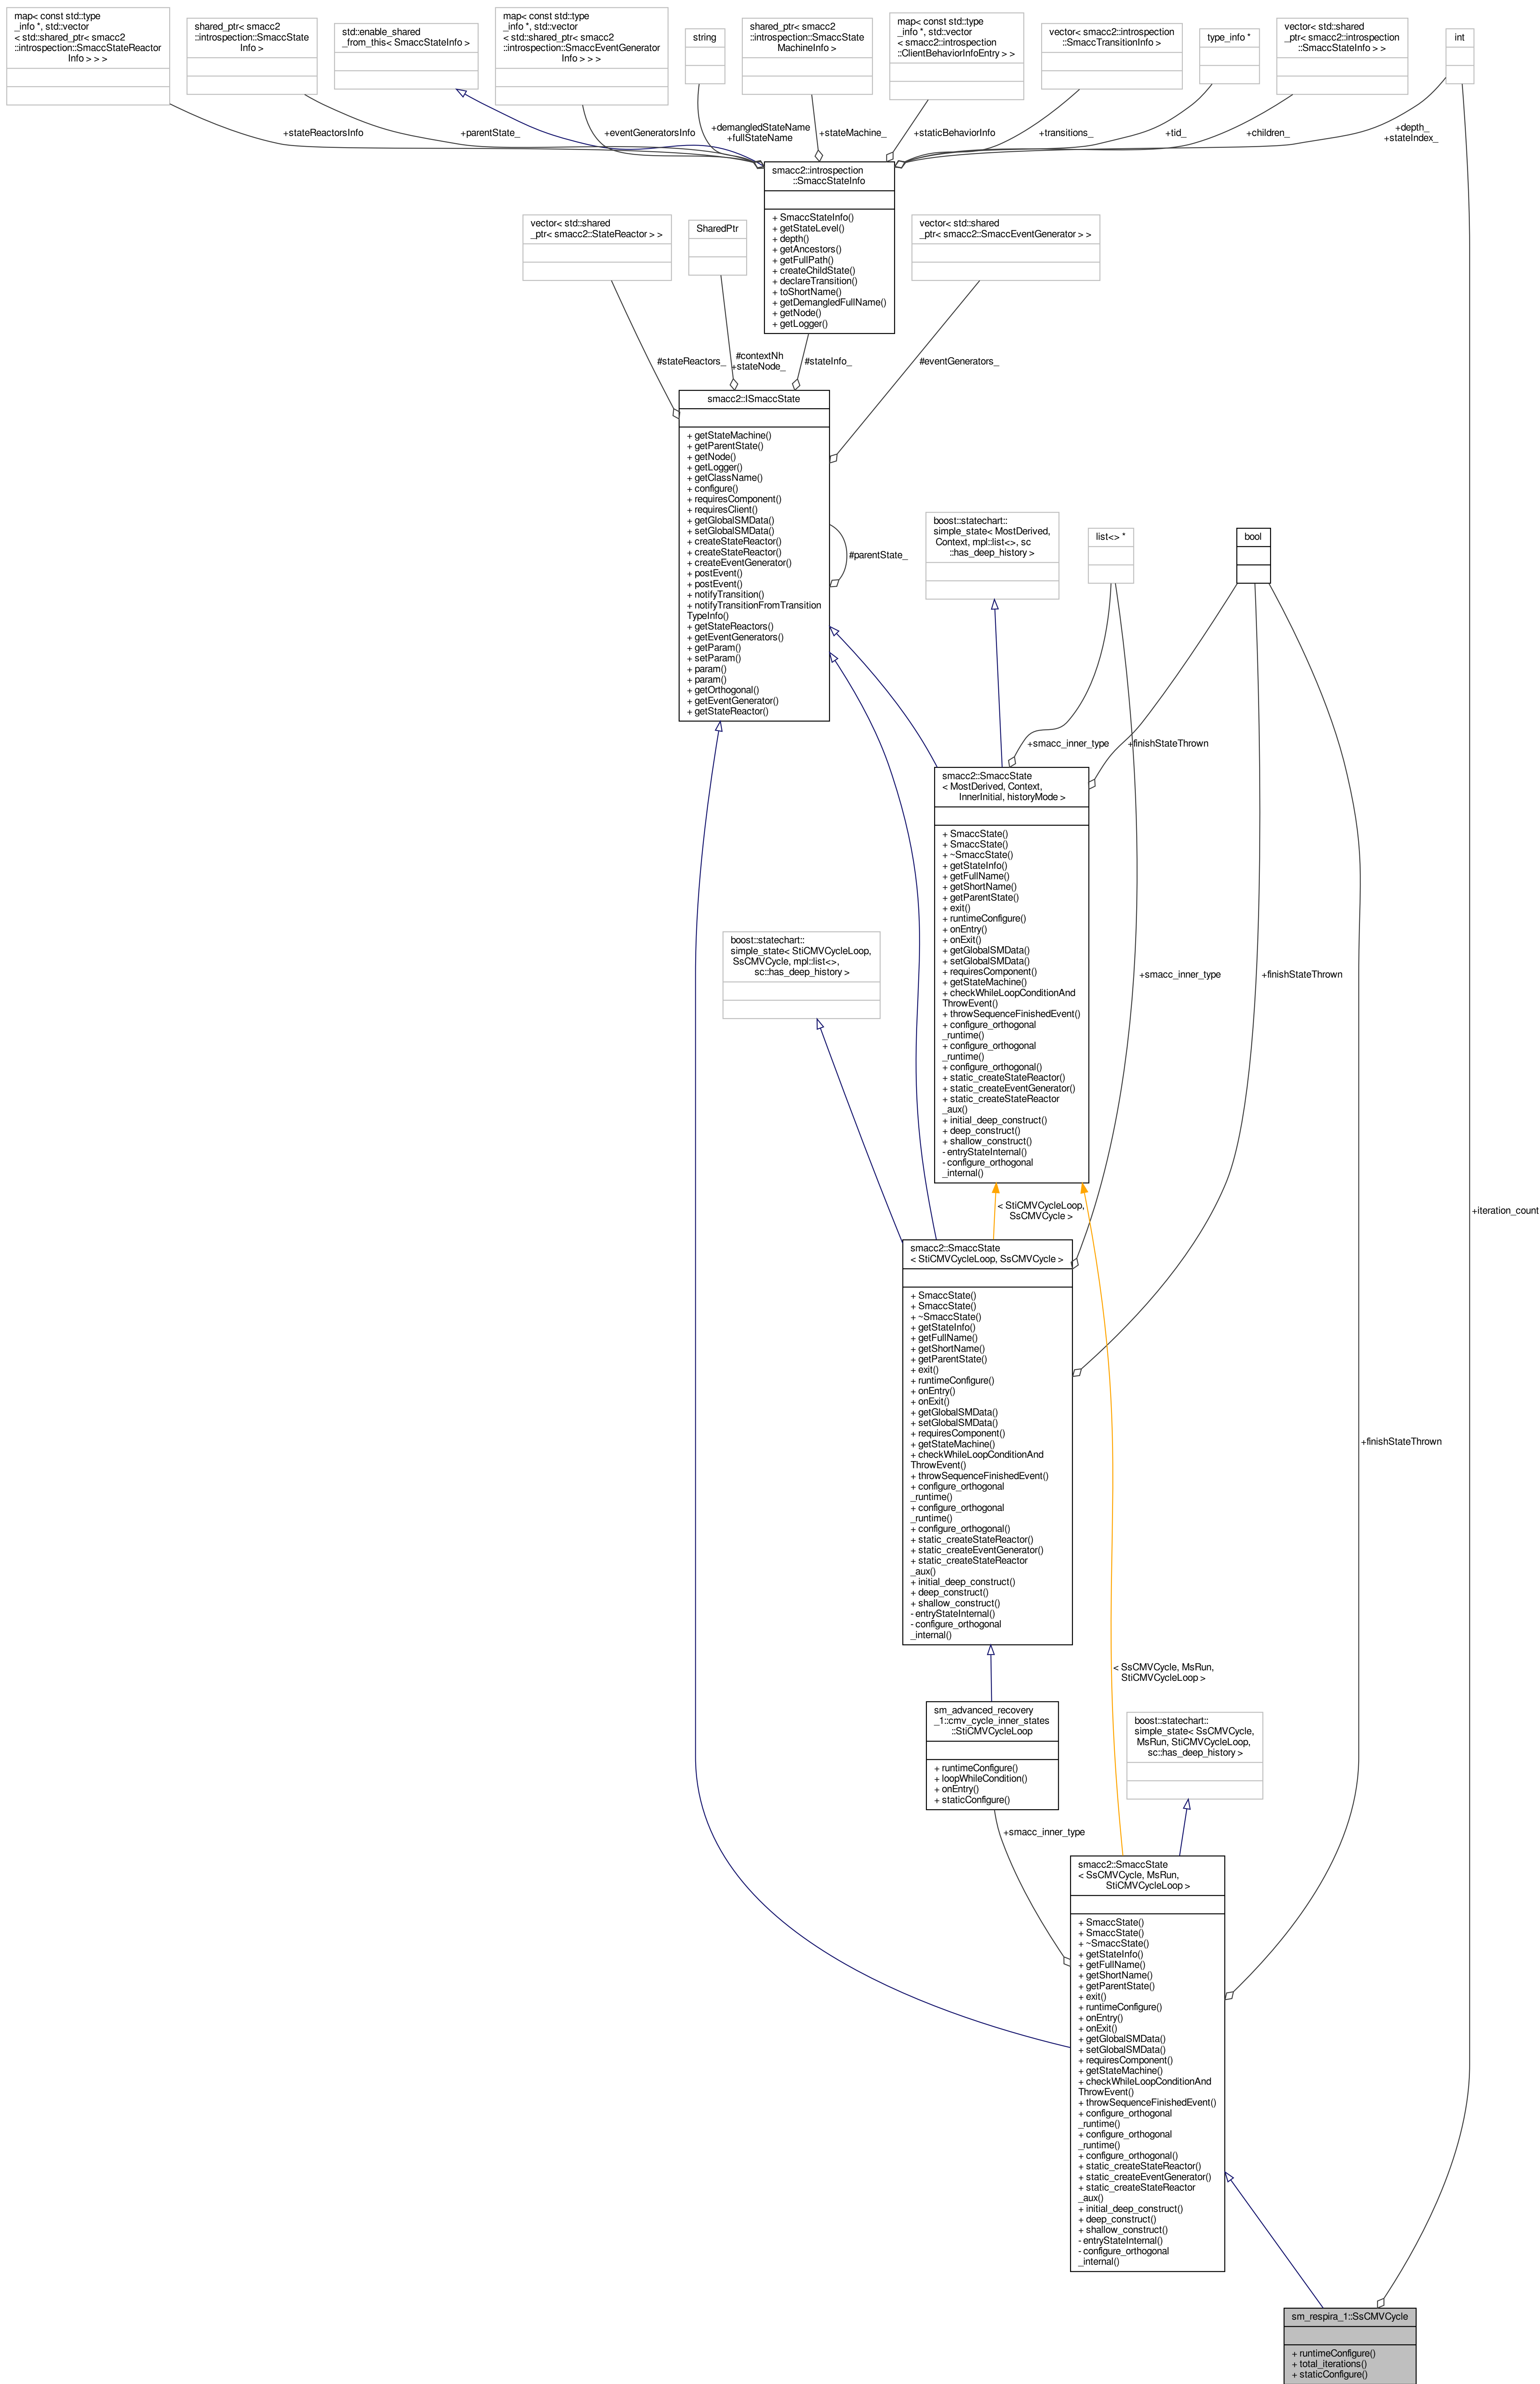 map< const std::type
_info *, std::vector
< std::shared_ptr< smacc2
::introspection::SmaccStateReactor
Info > > >
shared_ptr< smacc2
::introspection::SmaccState
Info >
std::enable_shared
_from_this< SmaccStateInfo >
map< const std::type
_info *, std::vector
< std::shared_ptr< smacc2
::introspection::SmaccEventGenerator
Info > > >
string
shared_ptr< smacc2
::introspection::SmaccState
MachineInfo >
map< const std::type
_info *, std::vector
< smacc2::introspection
::ClientBehaviorInfoEntry > >
vector< smacc2::introspection
::SmaccTransitionInfo >
type_info *
vector< std::shared
_ptr< smacc2::introspection
::SmaccStateInfo > >
int
+stateReactorsInfo
+parentState_
+eventGeneratorsInfo
+demangledStateName
+fullStateName
+stateMachine_
+staticBehaviorInfo
+transitions_
+tid_
+children_
+depth_
+stateIndex_
smacc2::introspection
::SmaccStateInfo
+ SmaccStateInfo()
+ getStateLevel()
+ depth()
+ getAncestors()
+ getFullPath()
+ createChildState()
+ declareTransition()
+ toShortName()
+ getDemangledFullName()
+ getNode()
+ getLogger()
vector< std::shared
_ptr< smacc2::StateReactor > >
SharedPtr
vector< std::shared
_ptr< smacc2::SmaccEventGenerator > >
#stateReactors_
#contextNh
+stateNode_
#stateInfo_
#eventGenerators_
smacc2::ISmaccState
+ getStateMachine()
+ getParentState()
+ getNode()
+ getLogger()
+ getClassName()
+ configure()
+ requiresComponent()
+ requiresClient()
+ getGlobalSMData()
+ setGlobalSMData()
+ createStateReactor()
+ createStateReactor()
+ createEventGenerator()
+ postEvent()
+ postEvent()
+ notifyTransition()
+ notifyTransitionFromTransition
TypeInfo()
+ getStateReactors()
+ getEventGenerators()
+ getParam()
+ setParam()
+ param()
+ param()
+ getOrthogonal()
+ getEventGenerator()
+ getStateReactor()
#parentState_
boost::statechart::
simple_state< MostDerived,
Context, mpl::list<>, sc
::has_deep_history >
list<> *
bool
+smacc_inner_type
+finishStateThrown
smacc2::SmaccState
< MostDerived, Context,
InnerInitial, historyMode >
+ SmaccState()
+ SmaccState()
+ ~SmaccState()
+ getStateInfo()
+ getFullName()
+ getShortName()
+ getParentState()
+ exit()
+ runtimeConfigure()
+ onEntry()
+ onExit()
+ getGlobalSMData()
+ setGlobalSMData()
+ requiresComponent()
+ getStateMachine()
+ checkWhileLoopConditionAnd
ThrowEvent()
+ throwSequenceFinishedEvent()
+ configure_orthogonal
_runtime()
+ configure_orthogonal
_runtime()
+ configure_orthogonal()
+ static_createStateReactor()
+ static_createEventGenerator()
+ static_createStateReactor
_aux()
+ initial_deep_construct()
+ deep_construct()
+ shallow_construct()
- entryStateInternal()
- configure_orthogonal
_internal()
boost::statechart::
simple_state< StiCMVCycleLoop,
SsCMVCycle, mpl::list<>,
sc::has_deep_history >
+smacc_inner_type
+finishStateThrown
< StiCMVCycleLoop,
SsCMVCycle >
+iteration_count
smacc2::SmaccState
< StiCMVCycleLoop, SsCMVCycle >
+ SmaccState()
+ SmaccState()
+ ~SmaccState()
+ getStateInfo()
+ getFullName()
+ getShortName()
+ getParentState()
+ exit()
+ runtimeConfigure()
+ onEntry()
+ onExit()
+ getGlobalSMData()
+ setGlobalSMData()
+ requiresComponent()
+ getStateMachine()
+ checkWhileLoopConditionAnd
ThrowEvent()
+ throwSequenceFinishedEvent()
+ configure_orthogonal
_runtime()
+ configure_orthogonal
_runtime()
+ configure_orthogonal()
+ static_createStateReactor()
+ static_createEventGenerator()
+ static_createStateReactor
_aux()
+ initial_deep_construct()
+ deep_construct()
+ shallow_construct()
- entryStateInternal()
- configure_orthogonal
_internal()
+finishStateThrown
< SsCMVCycle, MsRun,
StiCMVCycleLoop >
sm_advanced_recovery
_1::cmv_cycle_inner_states
::StiCMVCycleLoop
+ runtimeConfigure()
+ loopWhileCondition()
+ onEntry()
+ staticConfigure()
boost::statechart::
simple_state< SsCMVCycle,
MsRun, StiCMVCycleLoop,
sc::has_deep_history >
+smacc_inner_type
smacc2::SmaccState
< SsCMVCycle, MsRun,
StiCMVCycleLoop >
+ SmaccState()
+ SmaccState()
+ ~SmaccState()
+ getStateInfo()
+ getFullName()
+ getShortName()
+ getParentState()
+ exit()
+ runtimeConfigure()
+ onEntry()
+ onExit()
+ getGlobalSMData()
+ setGlobalSMData()
+ requiresComponent()
+ getStateMachine()
+ checkWhileLoopConditionAnd
ThrowEvent()
+ throwSequenceFinishedEvent()
+ configure_orthogonal
_runtime()
+ configure_orthogonal
_runtime()
+ configure_orthogonal()
+ static_createStateReactor()
+ static_createEventGenerator()
+ static_createStateReactor
_aux()
+ initial_deep_construct()
+ deep_construct()
+ shallow_construct()
- entryStateInternal()
- configure_orthogonal
_internal()
sm_respira_1::SsCMVCycle
+ runtimeConfigure()
+ total_iterations()
+ staticConfigure()